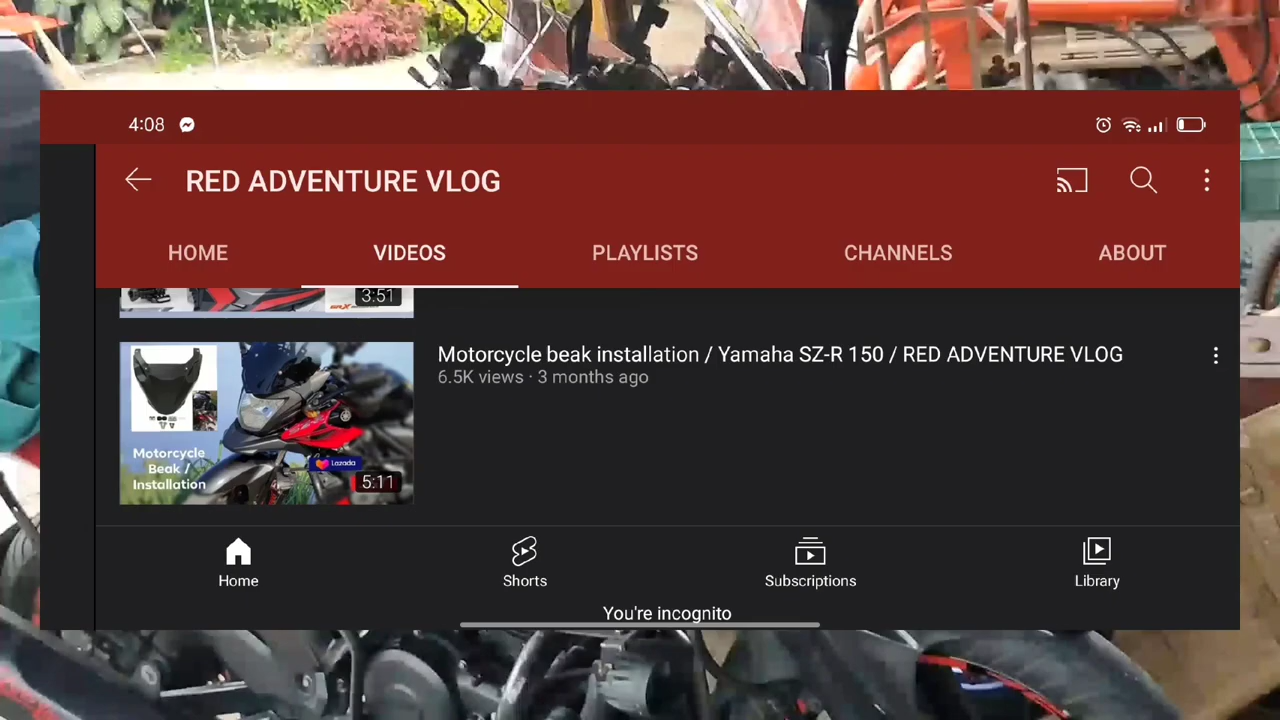 4:08
RED ADVENTURE VLOG
HOME VIDEOS PLAYLISTS CHANNELS ABOUT
3:51
Motorcycle beak installation / Yamaha SZ-R 150 / RED ADVENTURE VLOG
6.5K views · 3 months ago
Motorcycle
Beak /
Installation
Lazada
5:11
Home Shorts Subscriptions Library
You're incognito